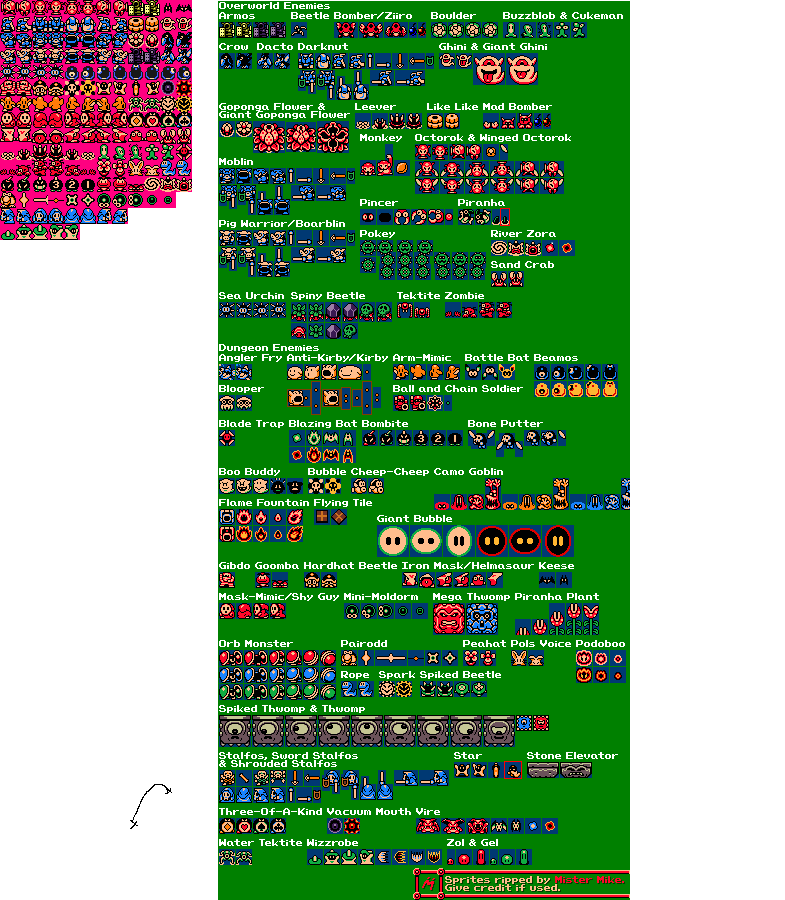 Overworld Enemies
Armos Beetle Bomber/Ziiro Boulder Buzzblob & Cukeman
Crow Dacto Darknut Ghini & Giant Ghini
Goponga Flower &
Giant Goponga Flower Leever Like Like Mad Bomber
Monkey Octorok & Winged Octorok
Moblin
Pincer Piranha
Pig Warrior/Boarblin
Pokey River Zora
Sand Crab
Sea Urchin Spiny Beetle Tektite Zombie
Dungeon Enemies
Angler Fry Anti-Kirby/Kirby Arm-Mimic Battle Bat Beamos
Blooper Ball and Chain Soldier
Blade Trap Blazing Bat Bombite Bone Putter
Boo Buddy Bubble Cheep-Cheep Camo Goblin
Flame Fountain Flying Tile
Giant Bubble
Gibdo Goomba Hardhat Beetle Iron Mask/Helmasaur Keese
Mask-Mimic/Shy Guy Mini-Moldorm Mega Thwomp Piranha Plant
Orb Monster Pairodd Peahat Pols Voice Podoboo
Rope Spark Spiked Beetle
Spiked Thwomp & Thwomp
Stalfos, Sword Stalfos
& Shrouded Stalfos Star Stone Elevator
Three-Of-A-Kind Vacuum Mouth Vire
Water Tektite Wizzrobe Zol & Gel
Sprites ripped by Mister Mike.
Give credit if used.